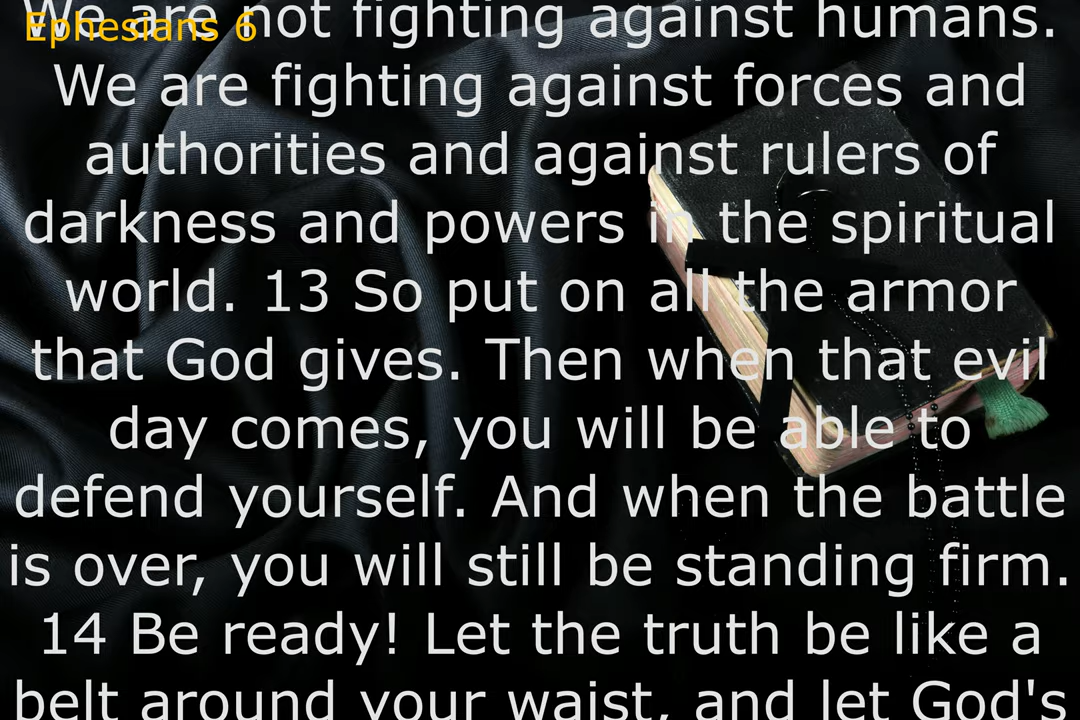 Ephesians 6
We are not fighting against humans.
We are fighting against forces and
authorities and against rulers of
darkness and powers in the spiritual
world. 13 So put on all the armor
that God gives. Then when that evil
day comes, you will be able to
defend yourself. And when the battle
is over, you will still be standing firm.
14 Be ready! Let the truth be like a
belt around your waist, and let God's